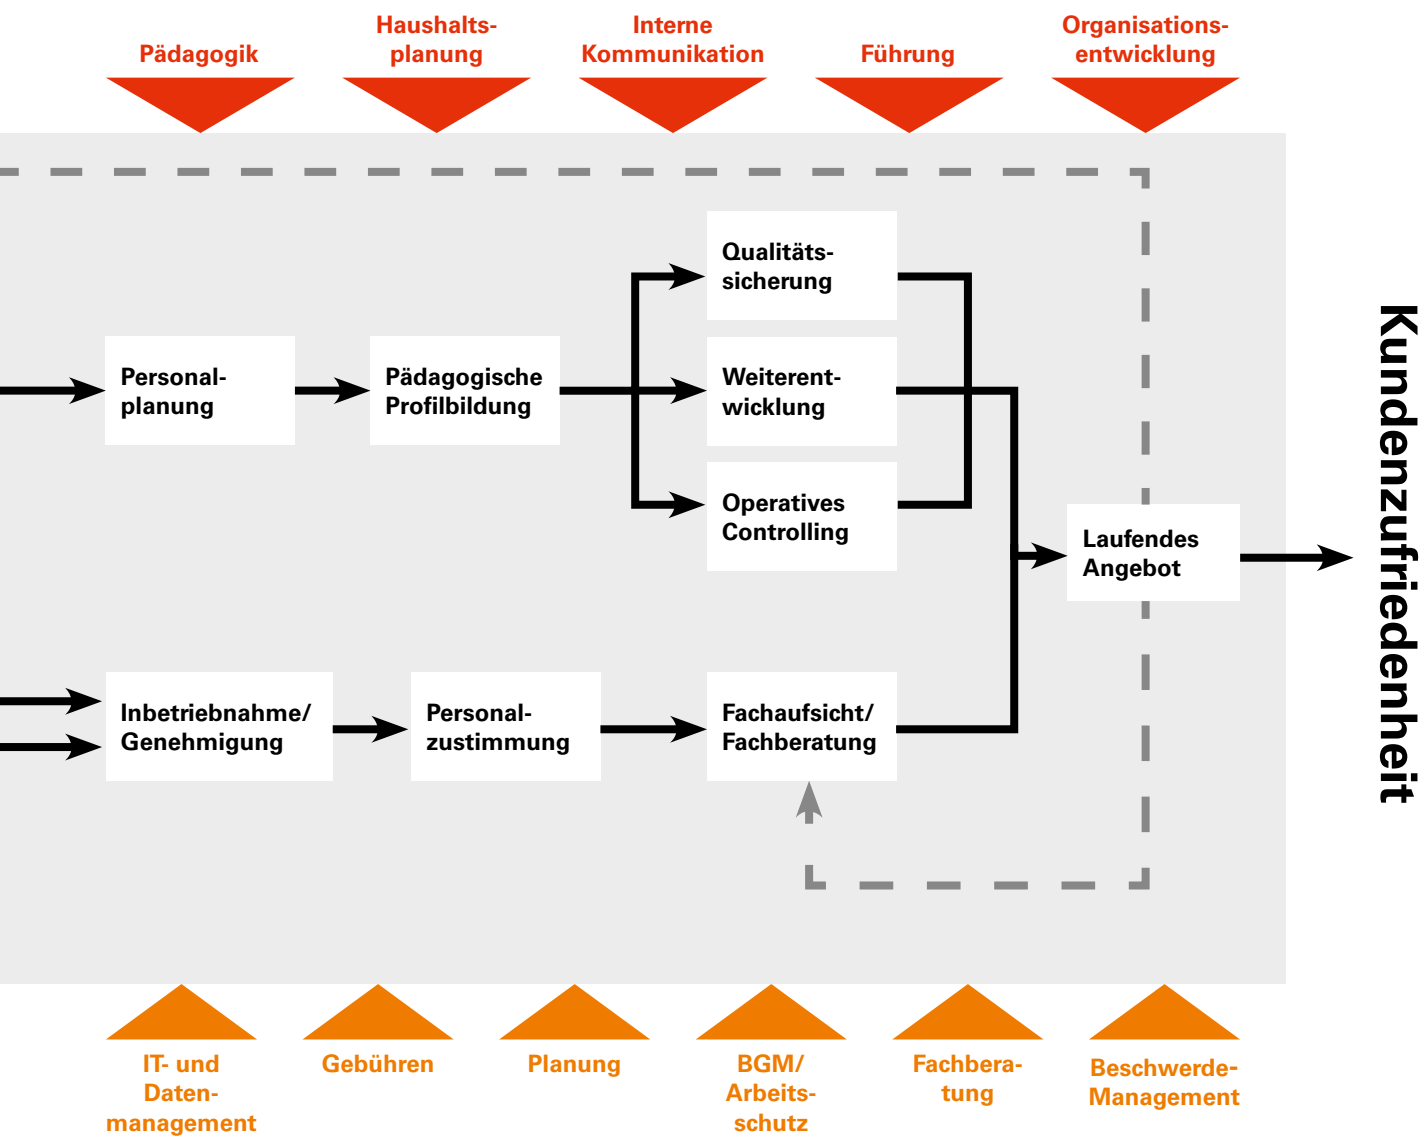 Pädagogik
Haushalts-
planung
Interne
Kommunikation
Führung
Organisations-
entwicklung
Qualitäts-
sicherung
Personal-
planung
Pädagogische
Profilbildung
Weiterent-
wicklung
Operatives
Controlling
Laufendes
Angebot
Kundenzufriedenheit
Inbetriebnahme/
Genehmigung
Personal-
zustimmung
Fachaufsicht/
Fachberatung
IT- und
Daten-
management
Gebühren
Planung
BGM/
Arbeits-
schutz
Fachbera-
tung
Beschwerde-
Management